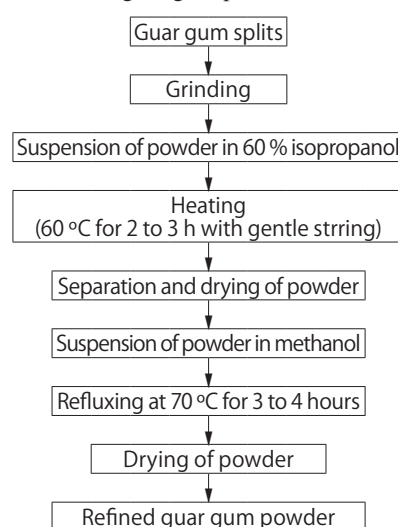 Guar gum splits
Grinding
Suspension of powder in 60 % isopropanol
Heating
(60 ºC for 2 to 3 h with gentle strring)
Separation and drying of powder
Suspension of powder in methanol
Refluxing at 70 ºC for 3 to 4 hours
Drying of powder
Refined guar gum powder